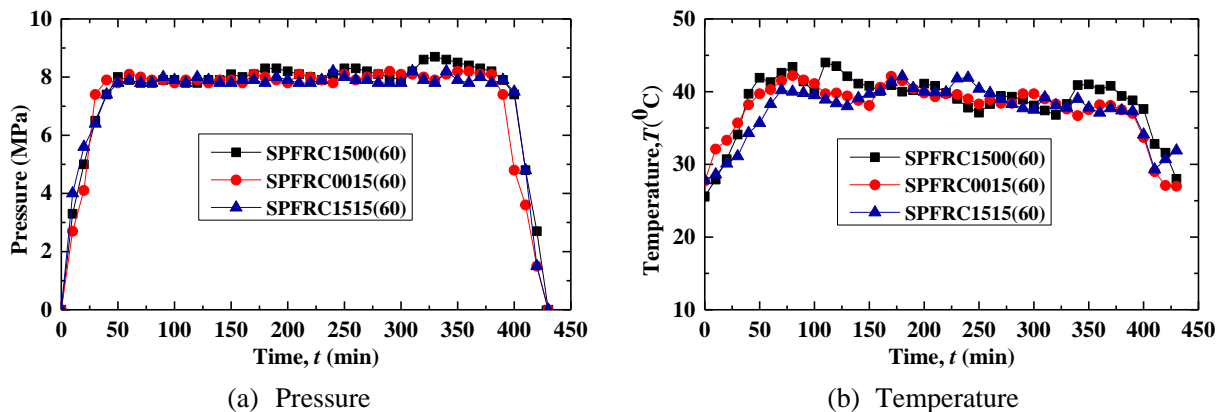 10
8
6
4
2
0
Pressure (MPa)
SPFRC1500(60)
SPFRC0015(60)
SPFRC1515(60)
0 50 100 150 200 250 300 350 400 450
Time, t (min)
(a) Pressure
50
40
30
20
10
Temperature,T(⁰C)
SPFRC1500(60)
SPFRC0015(60)
SPFRC1515(60)
0 50 100 150 200 250 300 350 400 450
Time, t (min)
(b) Temperature